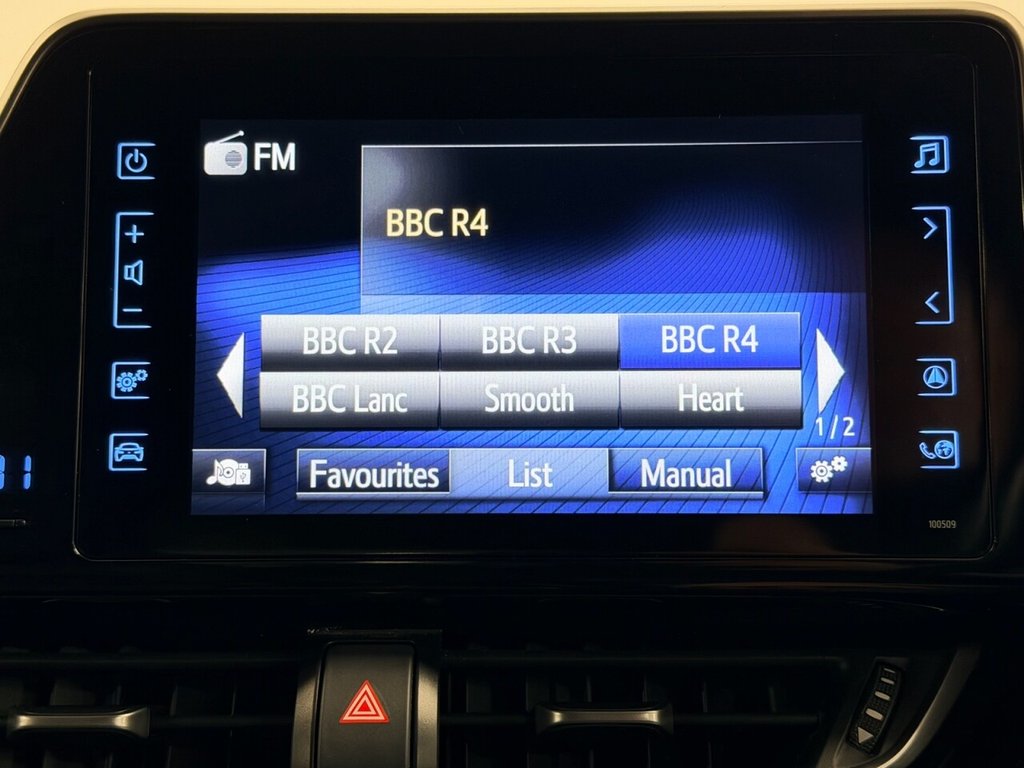 FM
BBC R4
BBC R2 BBC R3 BBC R4
BBC Lanc Smooth Heart
1/2
Favourites List Manual
31
100509